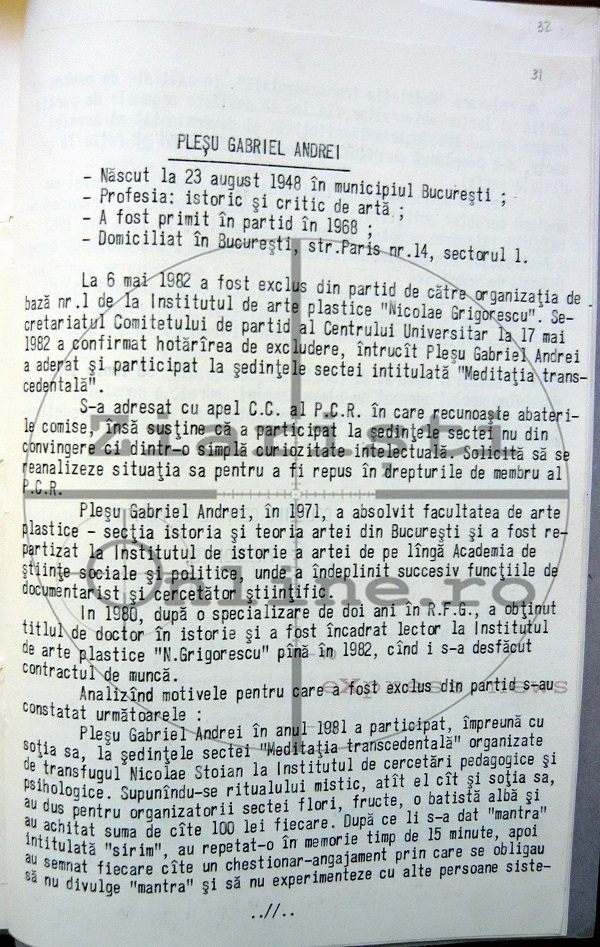 32
31
PLEŞU GABRIEL ANDREI
- Născut la 23 august 1948 în municipiul Bucureşti ;
- Profesia: istoric şi critic de artă ;
- A fost primit în partid în 1968 ;
- Domiciliat în Bucureşti, str.Paris nr.14, sectorul 1.
La 6 mai 1982 a fost exclus din partid de către organizaţia de
bază nr.1 de la Institutul de arte plastice "Nicolae Grigorescu". Se-
cretariatul Comitetului de partid al Centrului Universitar la 17 mai
1982 a confirmat hotărîrea de excludere, întrucît Pleşu Gabriel Andrei
a aderat şi participat la şedinţele sectei intitulată "Meditaţia trans-
cedentală".
S-a adresat cu apel C.C. al P.C.R. în care recunoaşte abateri-
le comise, însă susţine că a participat la şedinţele sectei nu din
convingere ci dintr-o simplă curiozitate intelectuală. Solicită să se
reanalizeze situaţia sa pentru a fi repus în drepturile de membru al
P.C.R.
Pleşu Gabriel Andrei, în 1971, a absolvit facultatea de arte
plastice - secţia istoria şi teoria artei din Bucureşti şi a fost re-
partizat la Institutul de istorie a artei de pe lîngă Academia de
ştiinţe sociale şi politice, unde a îndeplinit succesiv funcţiile de
documentarist şi cercetător ştiinţific.
In 1980, după o specializare de doi ani în R.F.G., a obţinut
titlul de doctor în istorie şi a fost încadrat lector la Institutul
de arte plastice "N.Grigorescu" pînă în 1982, cînd i s-a desfăcut
contractul de muncă.
Analizînd motivele pentru care a fost exclus din partid s-au
constatat următoarele :
Pleşu Gabriel Andrei în anul 1981 a participat, împreună cu
soţia sa, la şedinţele sectei "Meditaţia transcedentală" organizate
de transfugul Nicolae Stoian la Institutul de cercetări pedagogice şi
psihologice. Supunîndu-se ritualului mistic, atît el cît şi soţia sa,
au dus pentru organizatorii sectei flori, fructe, o batistă albă şi
au achitat suma de cîte 100 lei fiecare. După ce li s-a dat "mantra"
intitulată "sirim", au repetat-o în memorie timp de 15 minute, apoi
au semnat fiecare cîte un chestionar-angajament prin care se obligau
să nu divulge "mantra" şi să nu experimenteze cu alte persoane siste-
..//..
Ziarişti
Online.ro
eXpres news